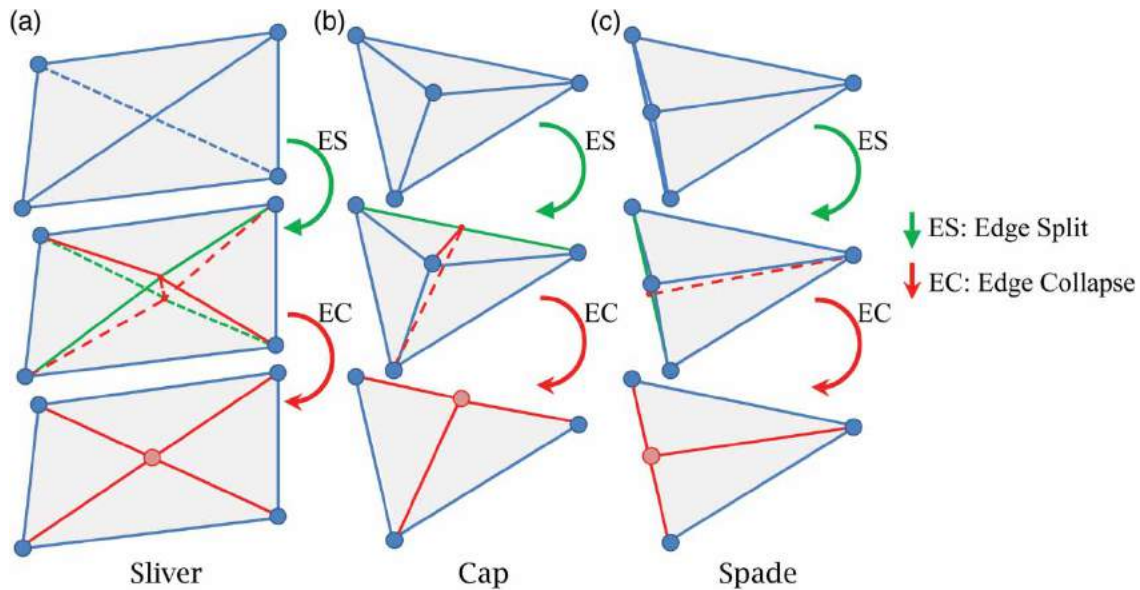 (a)
(b)
(c)
ES
ES
ES
ES: Edge Split
EC: Edge Collapse
EC
EC
EC
Sliver
Cap
Spade